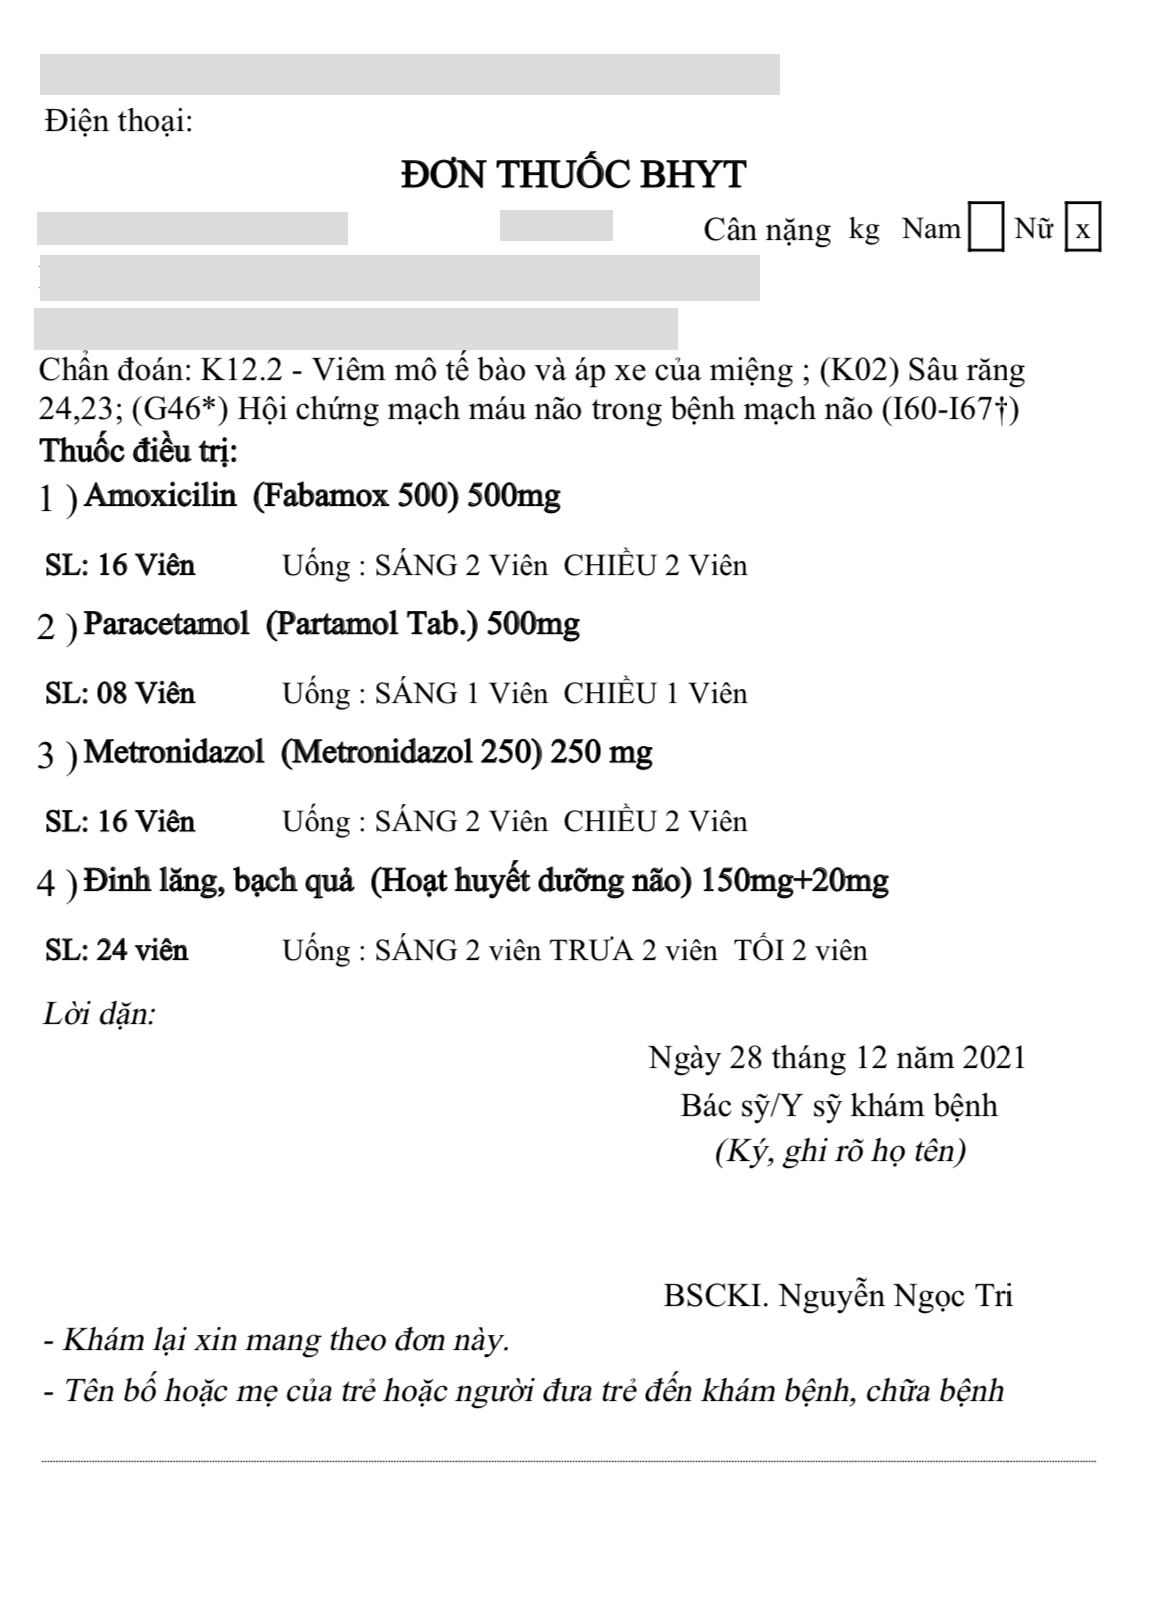 Điện thoại:
ĐƠN THUỐC BHYT
Cân nặng kg Nam Nữ x
Chẩn đoán: K12.2 - Viêm mô tế bào và áp xe của miệng ; (K02) Sâu răng
24,23; (G46*) Hội chứng mạch máu não trong bệnh mạch não (I60-I67†)
Thuốc điều trị:
1 ) Amoxicilin (Fabamox 500) 500mg
SL: 16 Viên Uống : SÁNG 2 Viên CHIỀU 2 Viên
2 ) Paracetamol (Partamol Tab.) 500mg
SL: 08 Viên Uống : SÁNG 1 Viên CHIỀU 1 Viên
3 ) Metronidazol (Metronidazol 250) 250 mg
SL: 16 Viên Uống : SÁNG 2 Viên CHIỀU 2 Viên
4 ) Đinh lăng, bạch quả (Hoạt huyết dưỡng não) 150mg+20mg
SL: 24 viên Uống : SÁNG 2 viên TRƯA 2 viên TỐI 2 viên
Lời dặn:
Ngày 28 tháng 12 năm 2021
Bác sỹ/Y sỹ khám bệnh
(Ký, ghi rõ họ tên)
BSCKI. Nguyễn Ngọc Tri
- Khám lại xin mang theo đơn này.
- Tên bố hoặc mẹ của trẻ hoặc người đưa trẻ đến khám bệnh, chữa bệnh